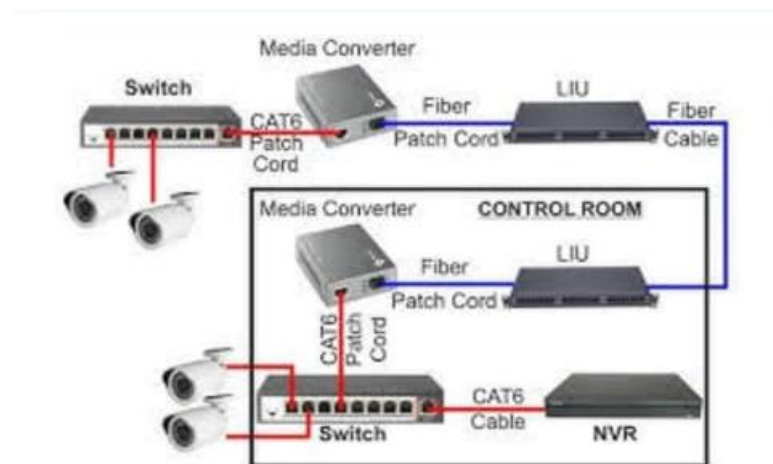 Media Converter
Switch
LIU
CAT6
Patch
Cord
Fiber
Patch Cord
Fiber
Cable
Media Converter
CONTROL ROOM
LIU
Fiber
Patch Cord
CAT6
Patch
Cord
CAT6
Cable
Switch
NVR